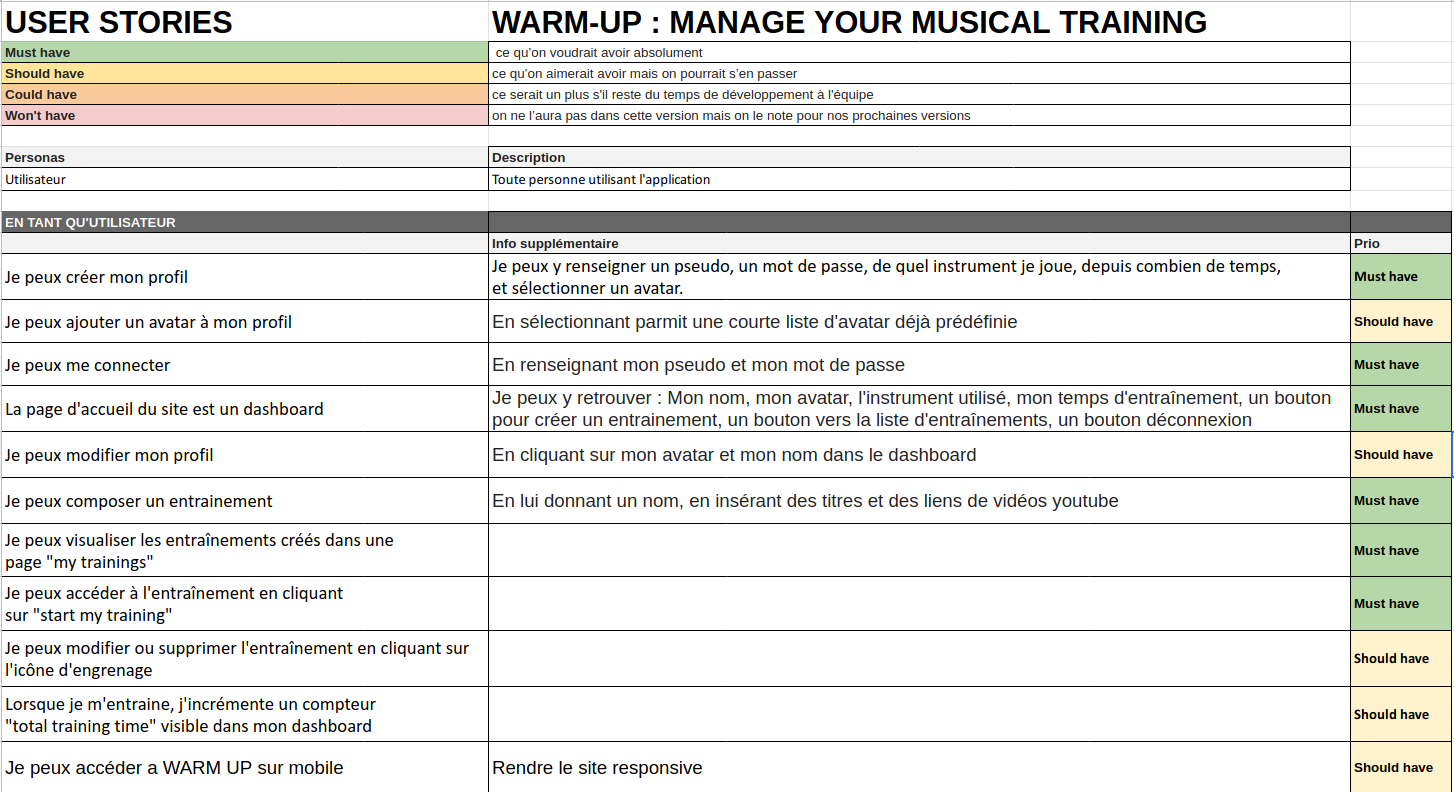 USER STORIES
WARM-UP : MANAGE YOUR MUSICAL TRAINING
Must have
ce qu'on voudrait avoir absolument
Should have
ce qu'on aimerait avoir mais on pourrait s'en passer
Could have
ce serait un plus s'il reste du temps de développement à l'équipe
Won't have
on ne l'aura pas dans cette version mais on le note pour nos prochaines versions
Personas
Description
Utilisateur
Toute personne utilisant l'application
EN TANT QU'UTILISATEUR
Info supplémentaire
Prio
Je peux créer mon profil
Je peux y renseigner un pseudo, un mot de passe, de quel instrument je joue, depuis combien de temps,
et sélectionner un avatar.
Must have
Je peux ajouter un avatar à mon profil
En sélectionnant parmit une courte liste d'avatar déjà prédéfinie
Should have
Je peux me connecter
En renseignant mon pseudo et mon mot de passe
Must have
La page d'accueil du site est un dashboard
Je peux y retrouver : Mon nom, mon avatar, l'instrument utilisé, mon temps d'entraînement, un bouton
pour créer un entrainement, un bouton vers la liste d'entraînements, un bouton déconnexion
Must have
Je peux modifier mon profil
En cliquant sur mon avatar et mon nom dans le dashboard
Should have
Je peux composer un entrainement
En lui donnant un nom, en insérant des titres et des liens de vidéos youtube
Must have
Je peux visualiser les entraînements créés dans une
page "my trainings"
Must have
Je peux accéder à l'entraînement en cliquant
sur "start my training"
Must have
Je peux modifier ou supprimer l'entraînement en cliquant sur
l'icône d'engrenage
Should have
Lorsque je m'entraine, j'incrémente un compteur
"total training time" visible dans mon dashboard
Should have
Je peux accéder a WARM UP sur mobile
Rendre le site responsive
Should have